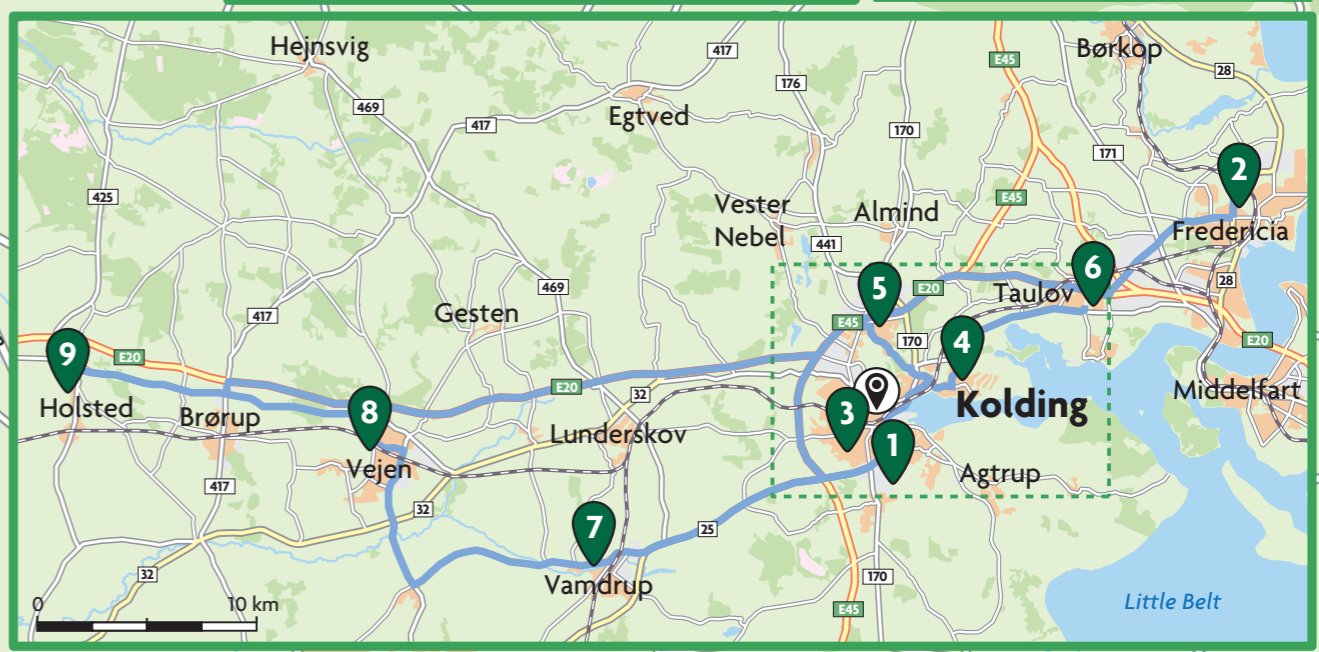 Hejnsvig
417
E45
Børkop
28
469
176
Egtved
417
170
171
2
425
E45
Vester
Nebel
Almind
441
Fredericia
6
5
E20
Taulov
28
469
417
Gesten
E45
170
4
E20
9
E20
E20
32
Holsted
Brørup
8
3
Kolding
Middelfart
Lunderskov
1
Vejen
Agtrup
417
32
7
25
32
Vamdrup
170
E45
Little Belt
0
10 km